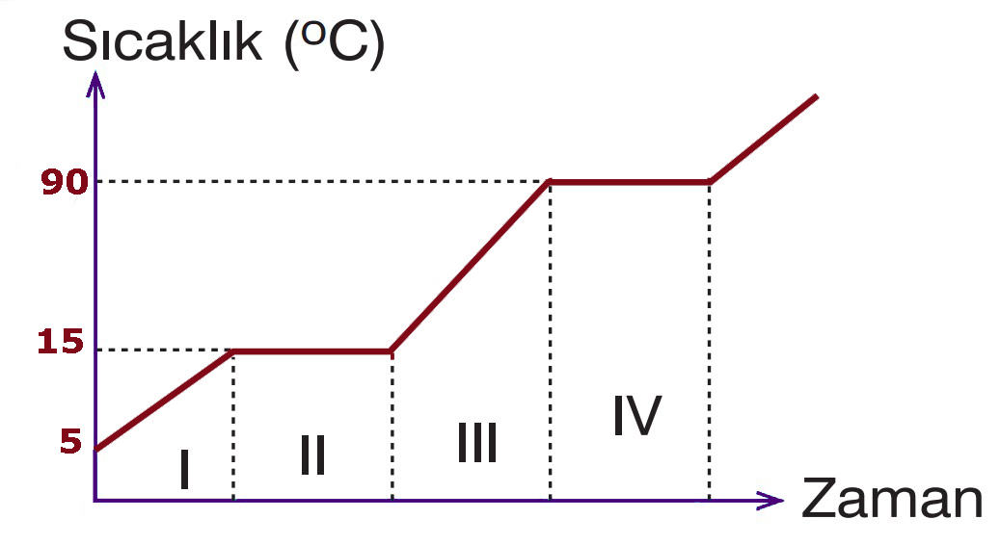 Sıcaklık (°C)
90
15
5
I
II
III
IV
Zaman